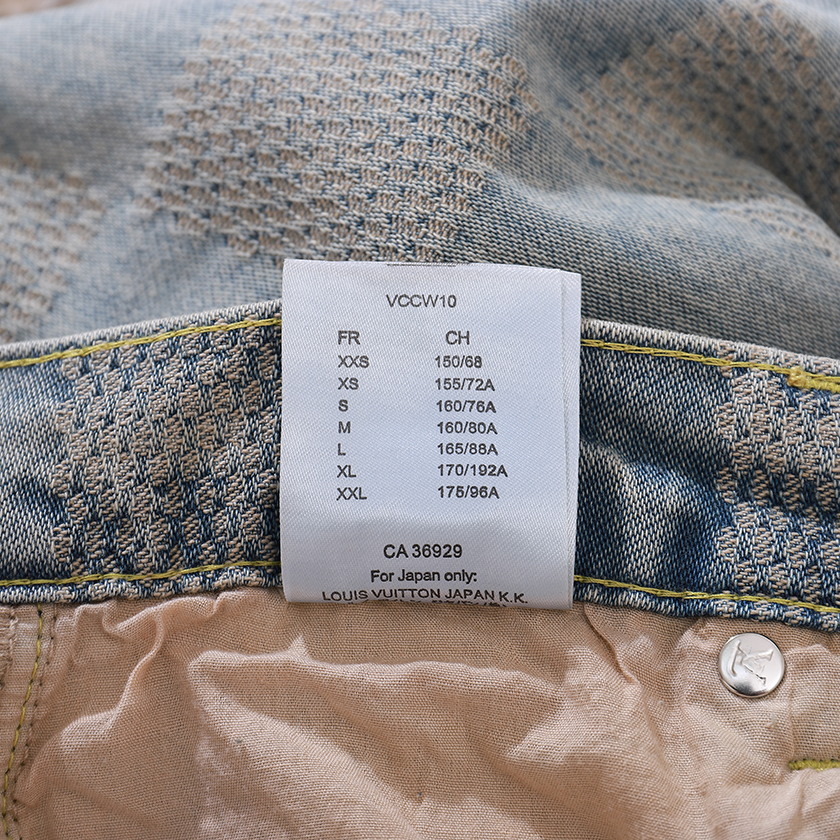 VCCW10
FR CH
XXS 150/68
XS 155/72A
S 160/76A
M 160/80A
L 165/88A
XL 170/192A
XXL 175/96A
CA 36929
For Japan only:
LOUIS VUITTON JAPAN K.K.
LV